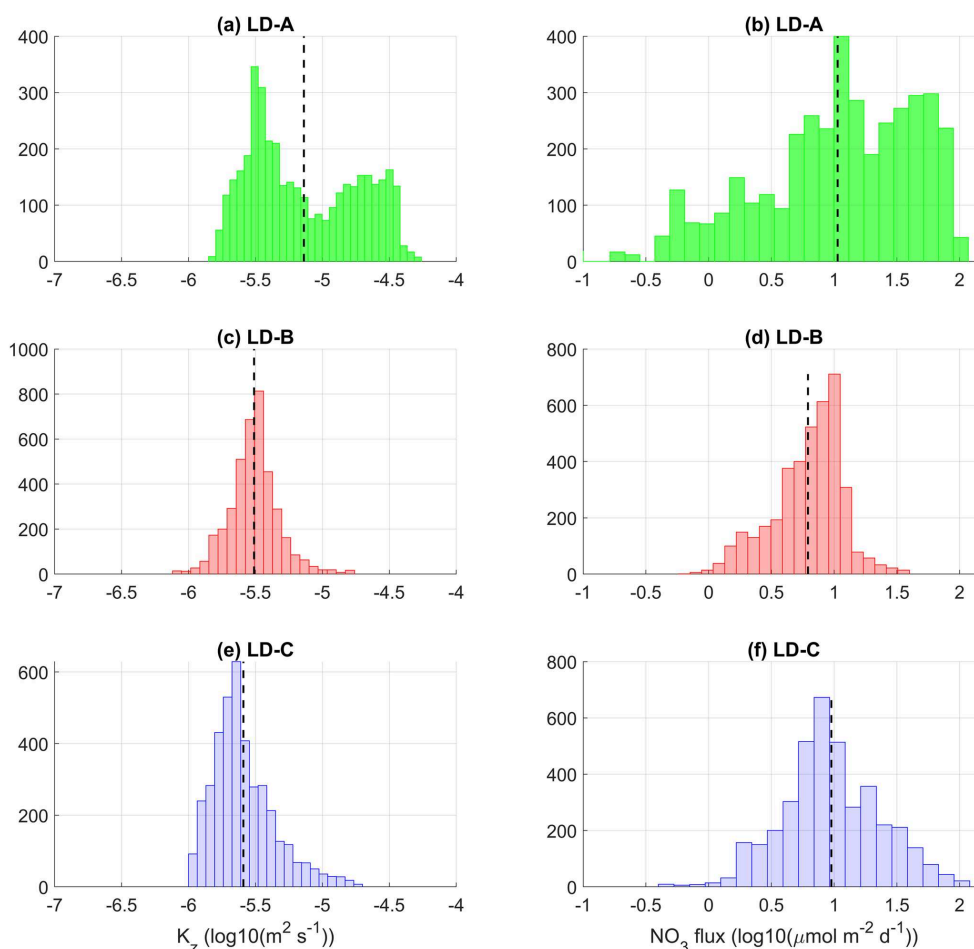 (a) LD-A
400
300
200
100
0
-7 -6.5 -6 -5.5 -5 -4.5 -4
(b) LD-A
400
300
200
100
0
-1 -0.5 0 0.5 1 1.5 2
(c) LD-B
1000
800
600
400
200
0
-7 -6.5 -6 -5.5 -5 -4.5 -4
(d) LD-B
800
600
400
200
0
-1 -0.5 0 0.5 1 1.5 2
(e) LD-C
600
400
200
0
-7 -6.5 -6 -5.5 -5 -4.5 -4
K_z (log10(m² s⁻¹))
(f) LD-C
800
600
400
200
0
-1 -0.5 0 0.5 1 1.5 2
NO₃ flux (log10(μmol m⁻² d⁻¹))